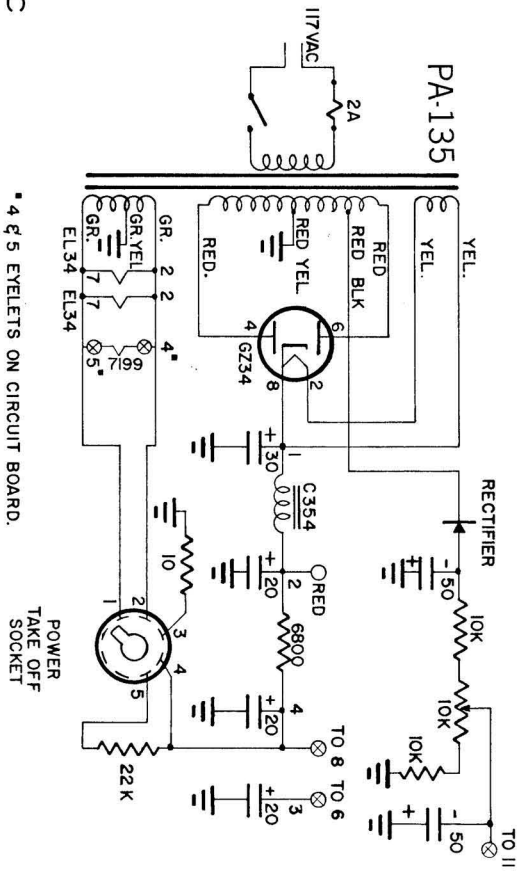 PA-135
117 VAC
2A
YEL.
YEL.
RED
RED BLK
RED YEL.
RED.
GR.
GR. YEL
GR.
6
4
GZ34
2
8
2
2
7
7
EL34
EL34
4"
7199
5"
RECTIFIER
- 50 +
10K
10K
10K
- 50 +
TO 11
1
+ 30
C354
2
RED
+ 20
6800
4
+ 20
TO 8
TO 6
3
+ 20
10
1
2
3
4
5
22K
POWER
TAKE OFF
SOCKET
" 4 & 5 EYELETS ON CIRCUIT BOARD.
C